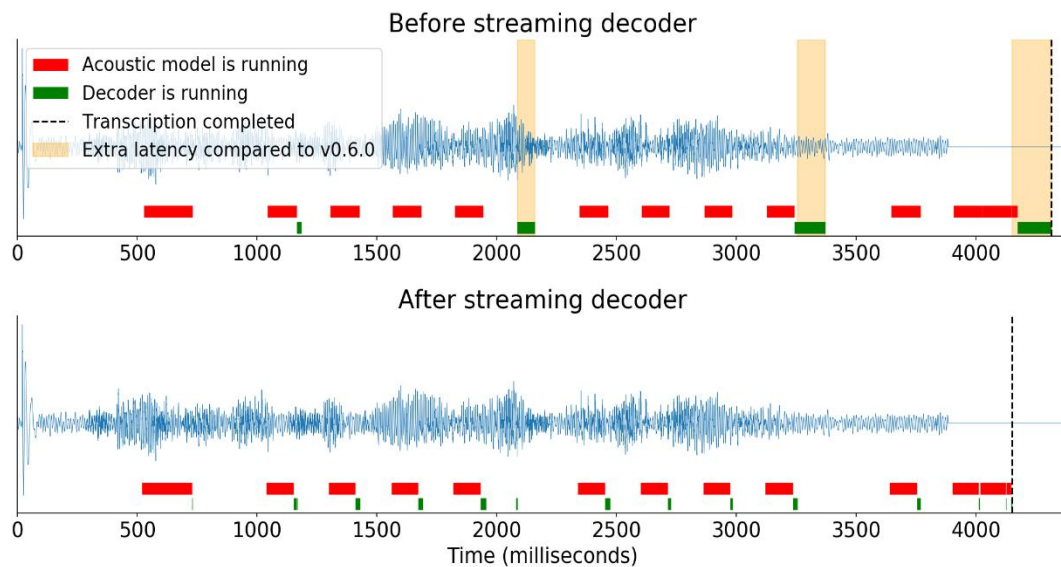 Before streaming decoder
Acoustic model is running
Decoder is running
Transcription completed
Extra latency compared to v0.6.0
0 500 1000 1500 2000 2500 3000 3500 4000
After streaming decoder
0 500 1000 1500 2000 2500 3000 3500 4000
Time (milliseconds)